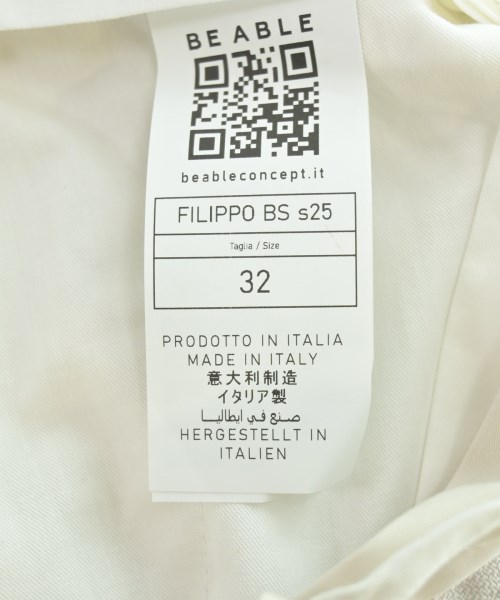 BE ABLE
beableconcept.it
FILIPPO BS s25
Taglia / Size
32
PRODOTTO IN ITALIA
MADE IN ITALY
意大利制造
イタリア製
صنع في ايطاليا
HERGESTELLT IN
ITALIEN